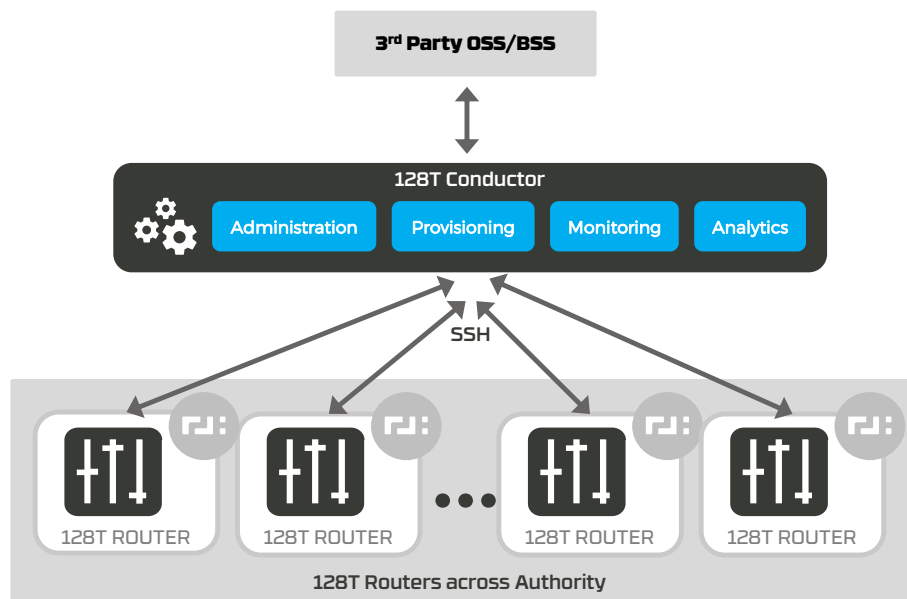 3rd Party OSS/BSS
128T Conductor
Administration
Provisioning
Monitoring
Analytics
SSH
128T ROUTER
128T ROUTER
128T ROUTER
128T ROUTER
128T Routers across Authority